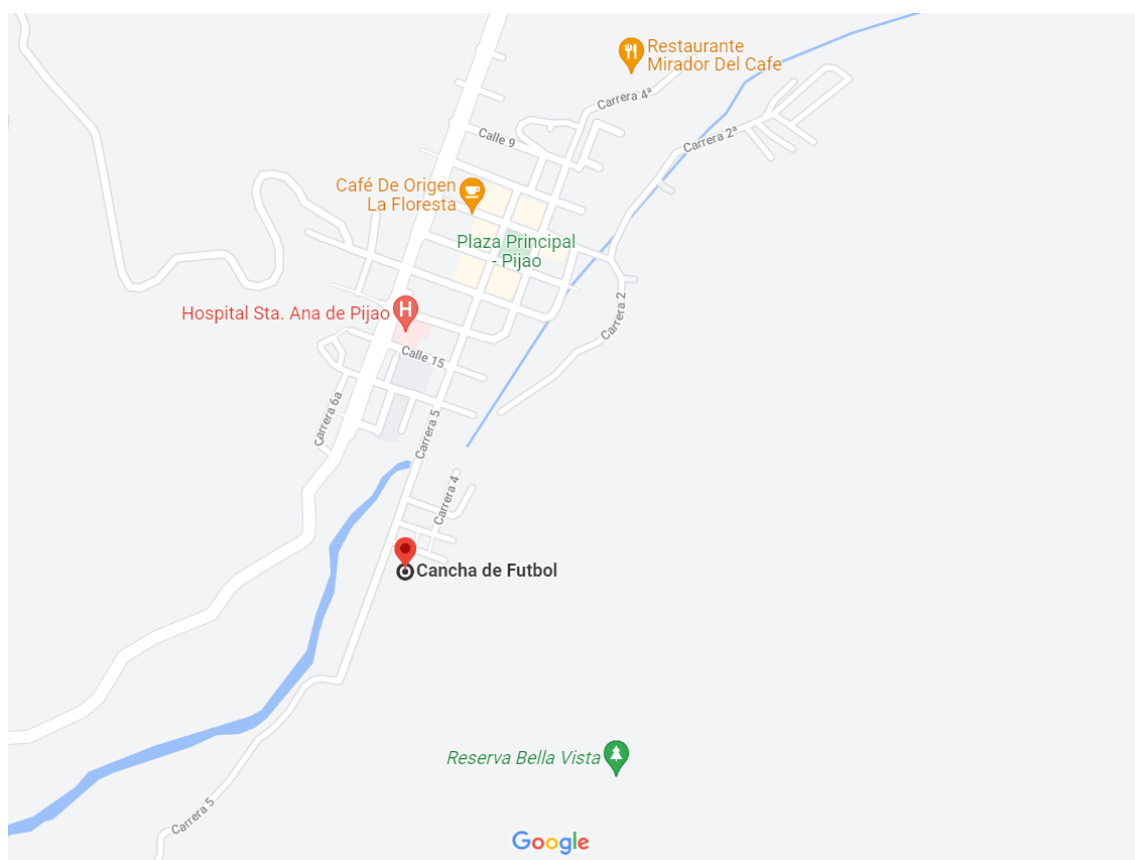 Restaurante
Mirador Del Cafe
Carrera 4ª
Calle 9
Carrera 2ª
Café De Origen
La Floresta
Plaza Principal
- Pijao
Hospital Sta. Ana de Pijao
H
Carrera 2
Calle 15
Carrera 6a
Carrera 5
Carrera 4
Cancha de Futbol
Reserva Bella Vista
Carrera 5
Google